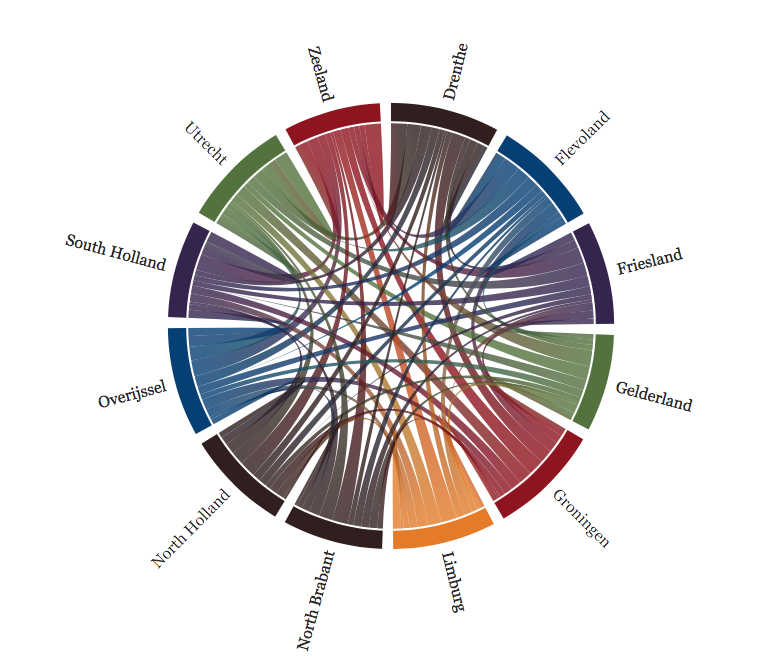 Drenthe
Flevoland
Friesland
Gelderland
Groningen
Limburg
North Brabant
North Holland
Overijssel
South Holland
Utrecht
Zeeland